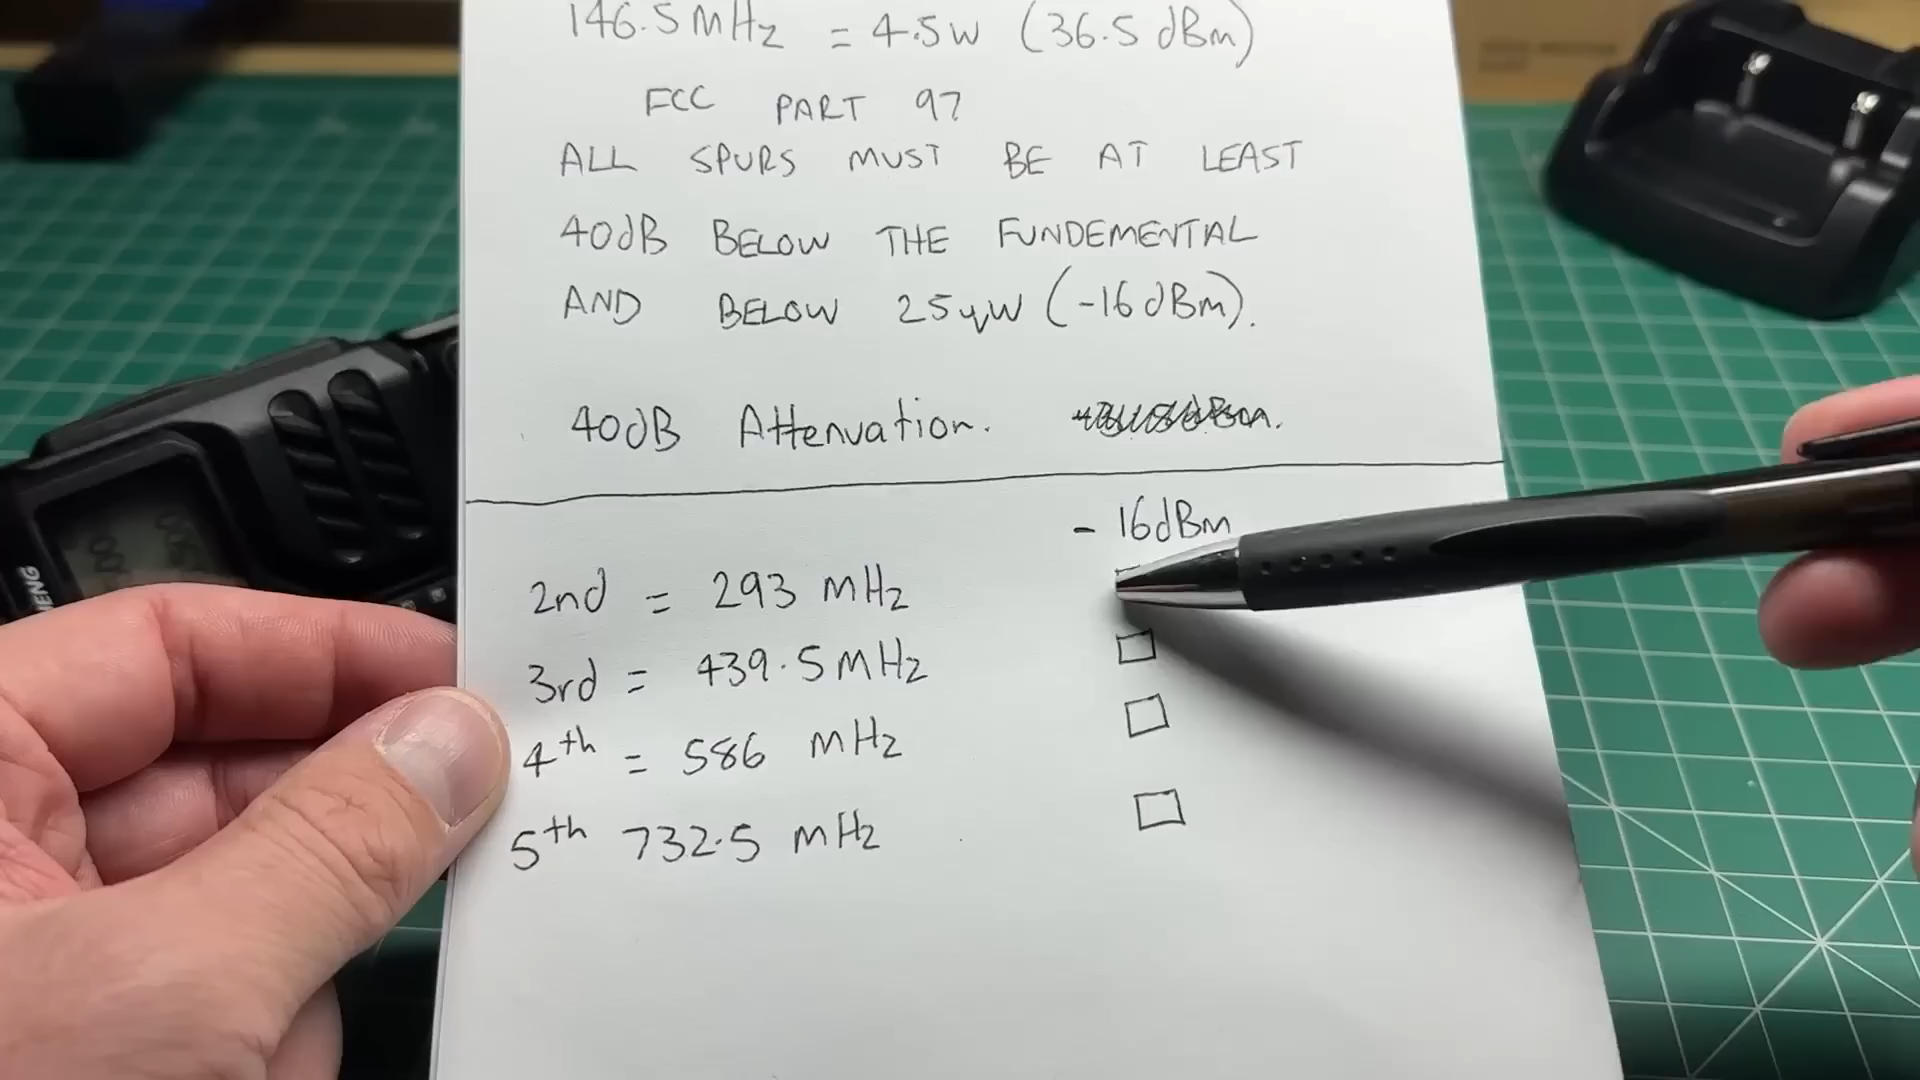 146.5 MHz = 4.5W (36.5 dBm)
FCC PART 97
ALL SPURS MUST BE AT LEAST
40dB BELOW THE FUNDEMENTAL
AND BELOW 25uW (-16dBm).
40dB Attenuation.
- 16dBm
2nd = 293 MHz
3rd = 439.5 MHz
4th = 586 MHz
5th 732.5 MHz